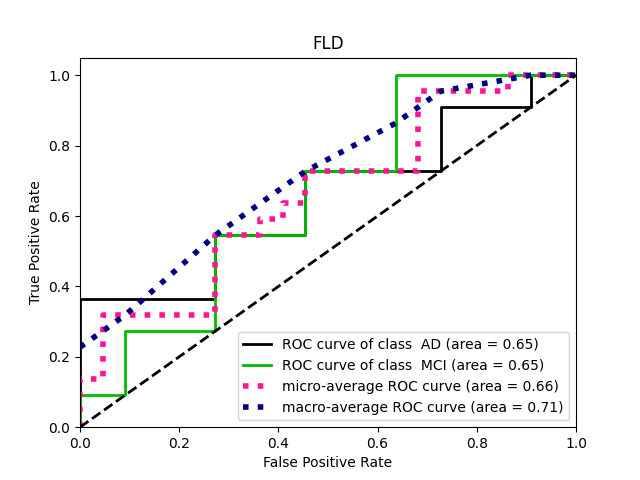 FLD
1.0
0.8
0.6
0.4
0.2
0.0
True Positive Rate
ROC curve of class  AD (area = 0.65)
ROC curve of class  MCI (area = 0.65)
micro-average ROC curve (area = 0.66)
macro-average ROC curve (area = 0.71)
0.0 0.2 0.4 0.6 0.8 1.0
False Positive Rate